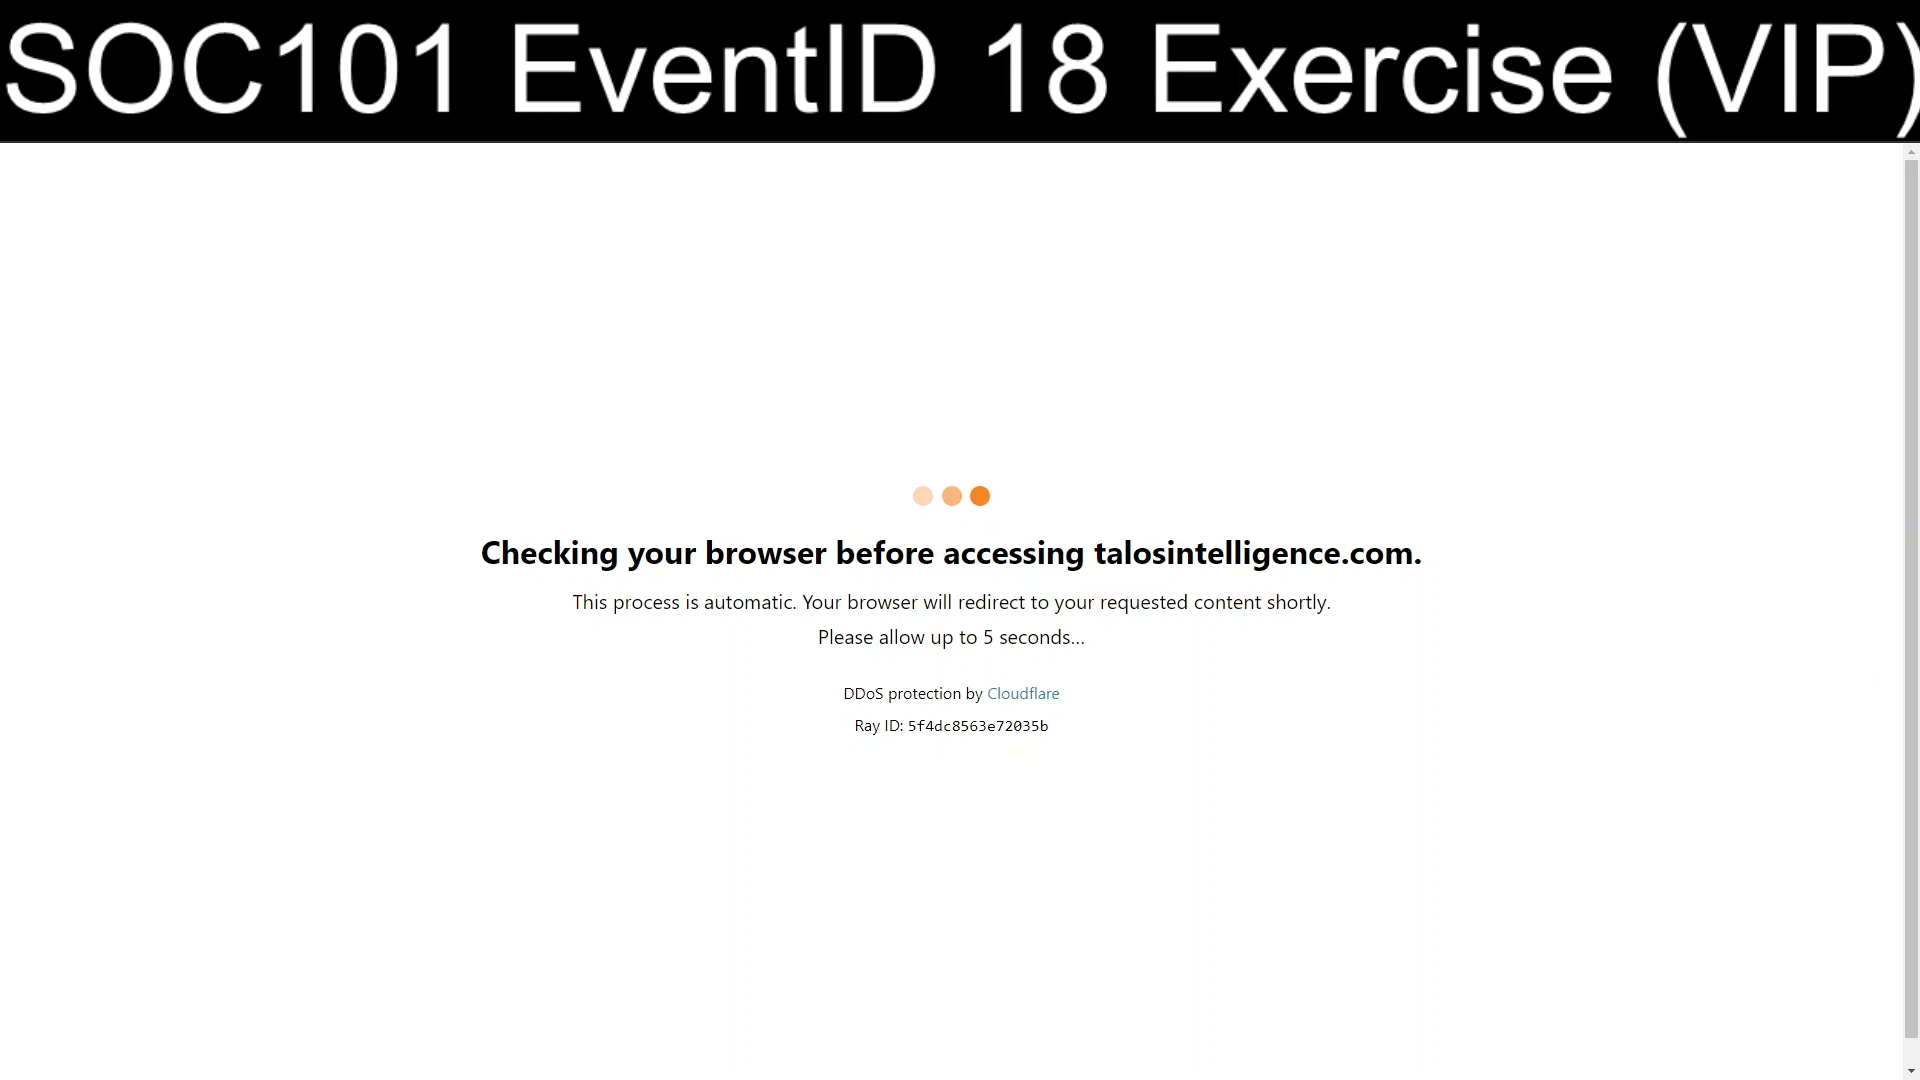 SOC101 EventID 18 Exercise (VIP)
Checking your browser before accessing talosintelligence.com.
This process is automatic. Your browser will redirect to your requested content shortly.
Please allow up to 5 seconds...
DDoS protection by Cloudflare
Ray ID: 5f4dc8563e72035b